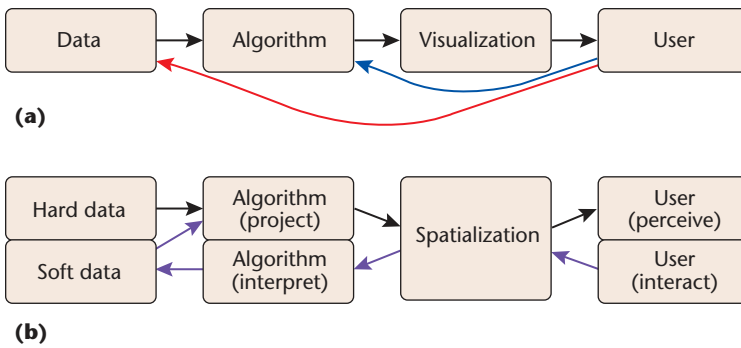 Data
Algorithm
Visualization
User
(a)
Hard data
Soft data
Algorithm
(project)
Algorithm
(interpret)
Spatialization
User
(perceive)
User
(interact)
(b)